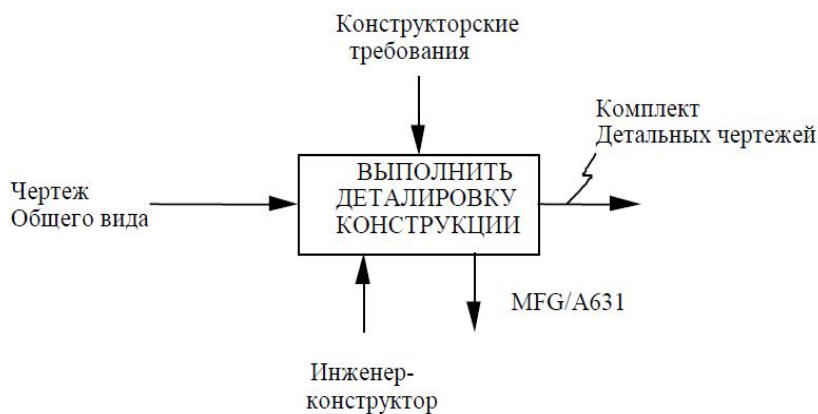 Конструкторские
требования
Комплект
Детальных чертежей
ВЫПОЛНИТЬ
ДЕТАЛИРОВКУ
КОНСТРУКЦИИ
Чертеж
Общего вида
MFG/A631
Инженер-
конструктор